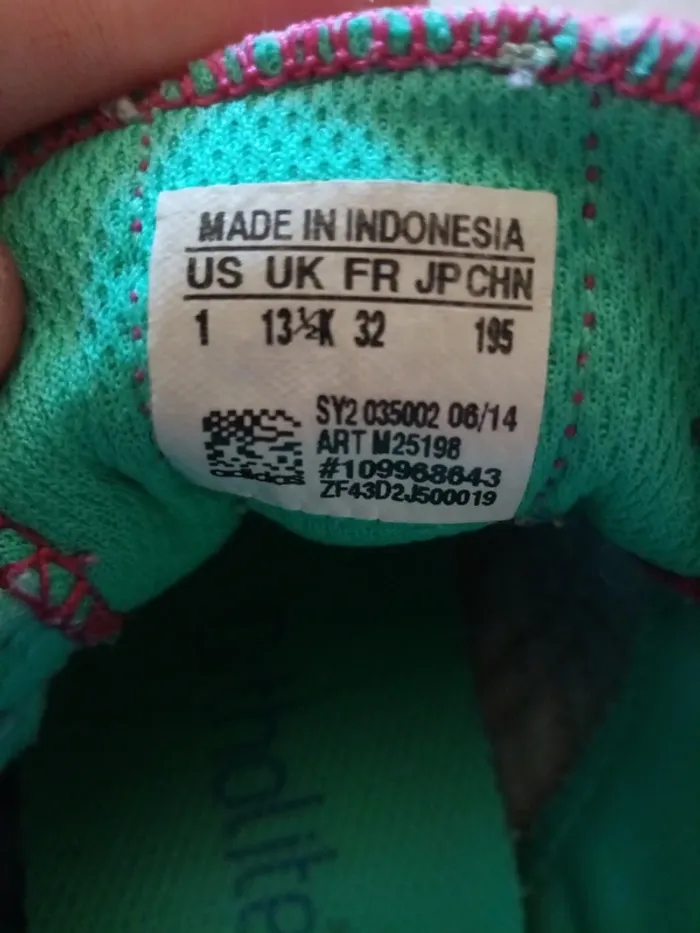 MADE IN INDONESIA
US UK FR JP CHN
1 13½K 32 195
SY2 035002 06/14
ART M25198
#109968643
ZF43D2J500019
Ortholite